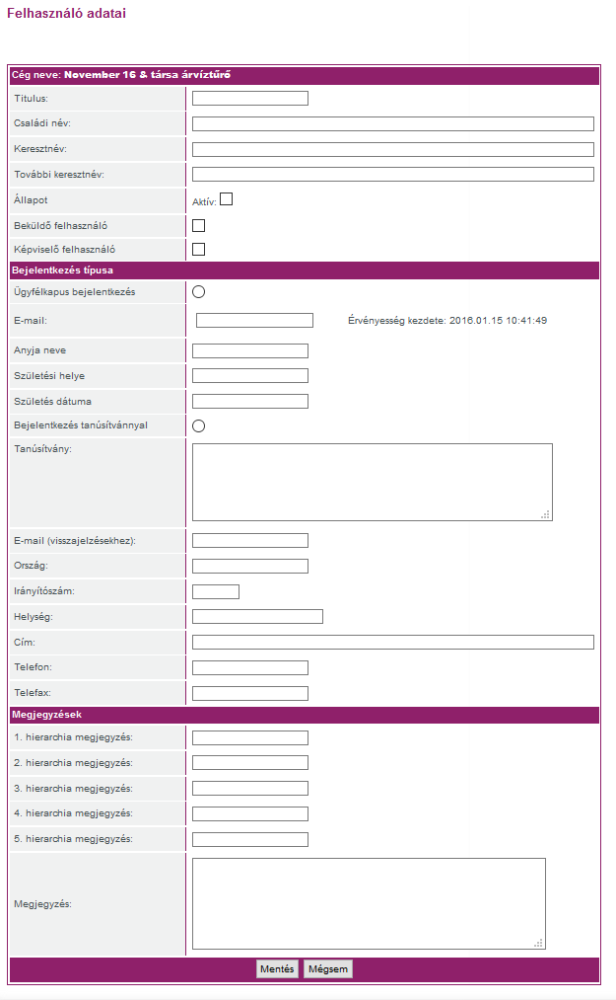 Felhasználó adatai
Cég neve: November 16 & társa árvíztűrő
Titulus:
Családi név:
Keresztnév:
További keresztnév:
Állapot Aktív:
Beküldő felhasználó
Képviselő felhasználó
Bejelentkezés típusa
Ügyfélkapus bejelentkezés
E-mail: Érvényesség kezdete: 2016.01.15 10:41:49
Anyja neve
Születési helye
Születés dátuma
Bejelentkezés tanúsítvánnyal
Tanúsítvány:
E-mail (visszajelzésekhez):
Ország:
Irányítószám:
Helység:
Cím:
Telefon:
Telefax:
Megjegyzések
1. hierarchia megjegyzés:
2. hierarchia megjegyzés:
3. hierarchia megjegyzés:
4. hierarchia megjegyzés:
5. hierarchia megjegyzés:
Megjegyzés:
Mentés Mégsem